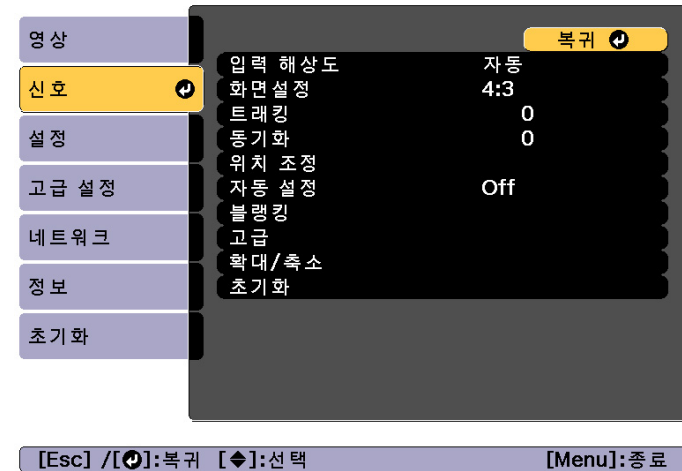 영상
신호
설정
고급 설정
네트워크
정보
초기화
복귀
입력 해상도 자동
화면설정 4:3
트래킹 0
동기화 0
위치 조정
자동 설정 Off
블랭킹
고급
확대/축소
초기화
[Esc] /[⏎]:복귀 [◆]:선택 [Menu]:종료